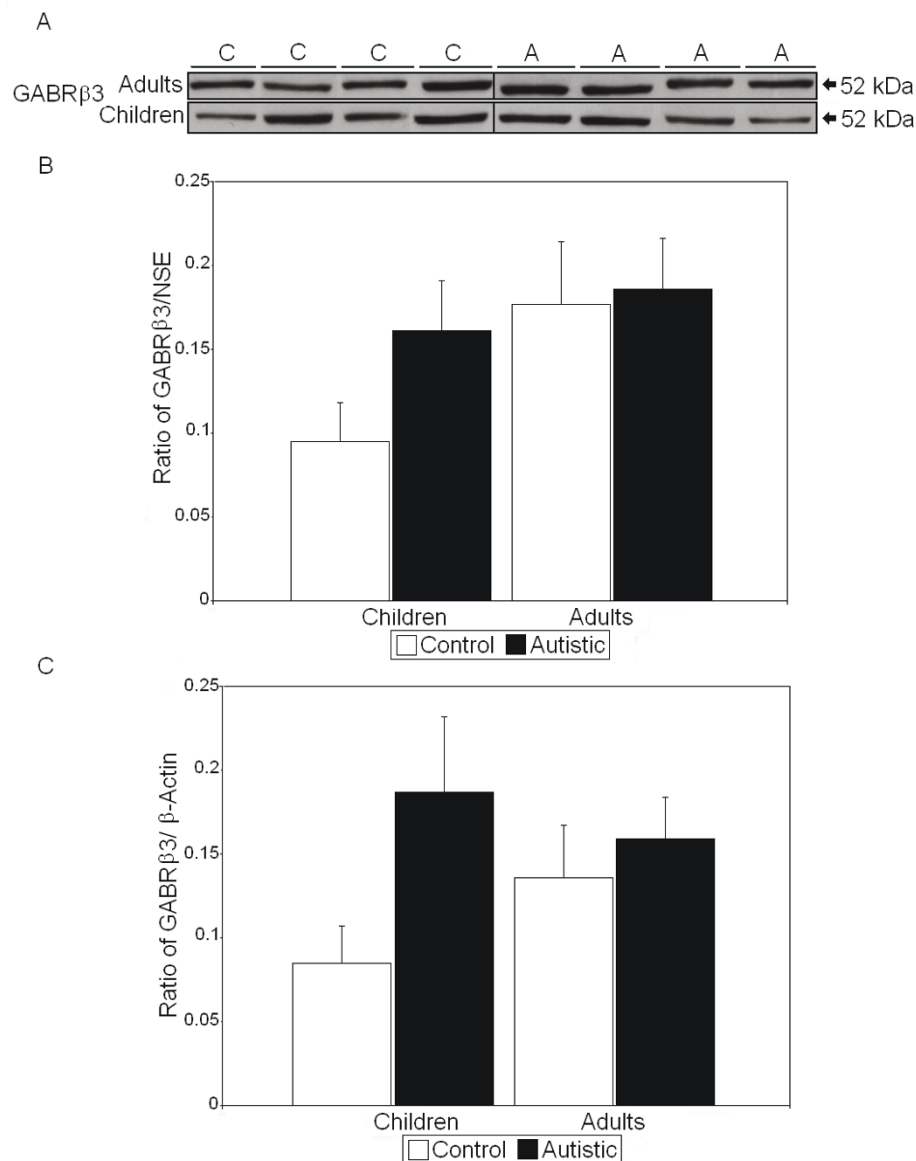 A
C C C C A A A A
GABRβ3
Adults 52 kDa
Children 52 kDa
B
Ratio of GABRβ3/NSE
0.25
0.2
0.15
0.1
0.05
0
Children Adults
Control Autistic
C
Ratio of GABRβ3/ β-Actin
0.25
0.2
0.15
0.1
0.05
0
Children Adults
Control Autistic